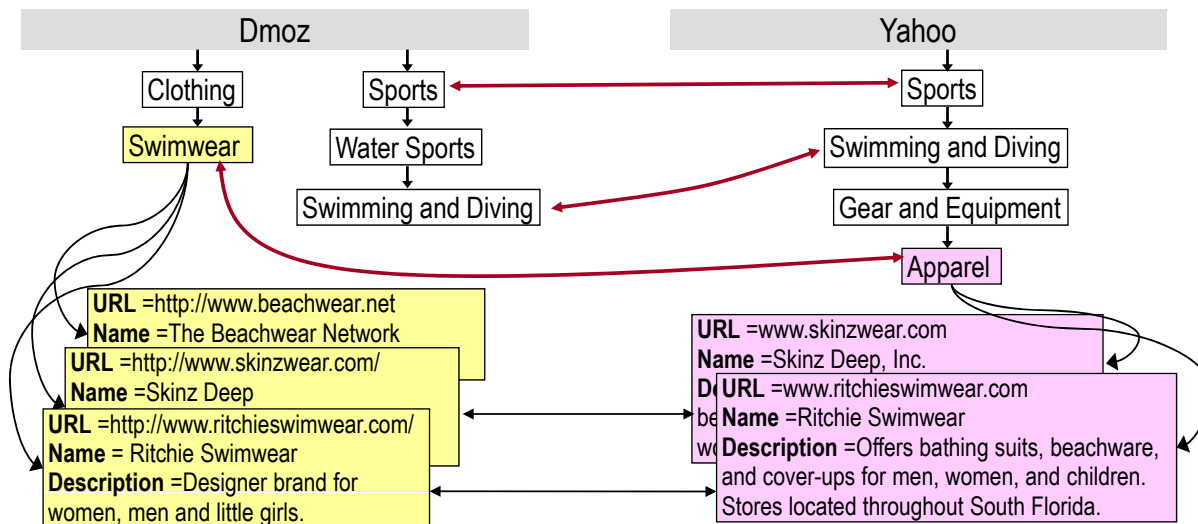 Dmoz
Yahoo
Clothing
Sports
Sports
Swimwear
Water Sports
Swimming and Diving
Swimming and Diving
Gear and Equipment
Apparel
URL =http://www.beachwear.net
Name =The Beachwear Network
URL =http://www.skinzwear.com/
Name =Skinz Deep
URL =http://www.ritchieswimwear.com/
Name = Ritchie Swimwear
Description =Designer brand for
women, men and little girls.
URL =www.skinzwear.com
Name =Skinz Deep, Inc.
URL =www.ritchieswimwear.com
Name =Ritchie Swimwear
Description =Offers bathing suits, beachware,
and cover-ups for men, women, and children.
Stores located throughout South Florida.